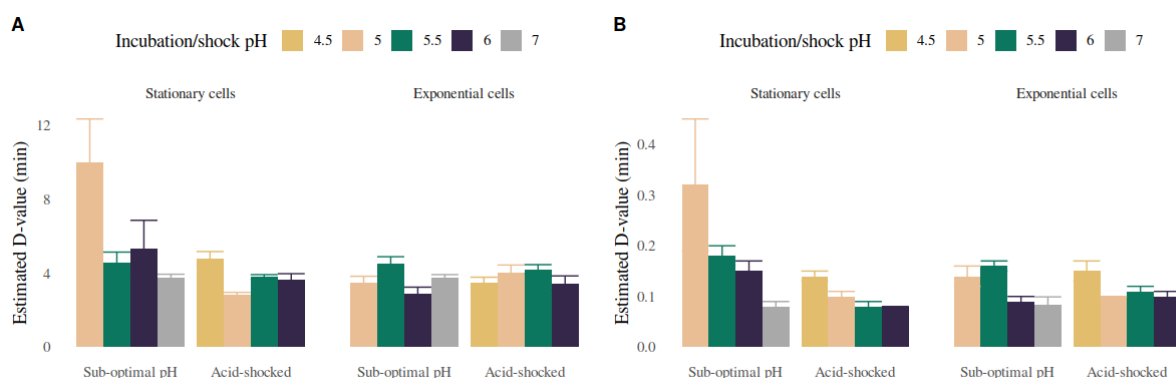 A
Incubation/shock pH 4.5 5 5.5 6 7
Stationary cells Exponential cells
Estimated D-value (min)
12
8
4
0
Sub-optimal pH Acid-shocked Sub-optimal pH Acid-shocked
B
Incubation/shock pH 4.5 5 5.5 6 7
Stationary cells Exponential cells
Estimated D-value (min)
0.4
0.3
0.2
0.1
0.0
Sub-optimal pH Acid-shocked Sub-optimal pH Acid-shocked